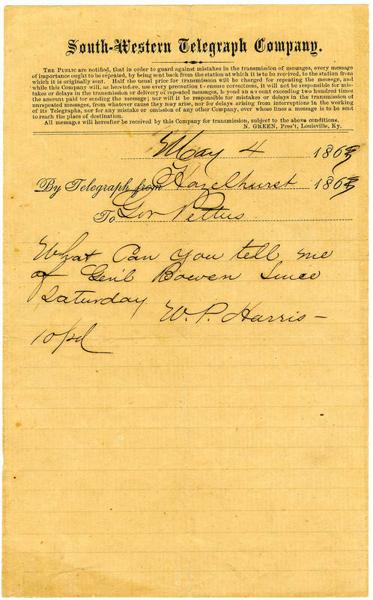 South-Western Telegraph Company.
THE PUBLIC are notified, that in order to guard against mistakes in the transmission of messages, every message
of importance ought to be repeated, by being sent back from the station at which it is to be received, to the station from
which it is originally sent. Half the usual price for transmission will be charged for repeating the message, and
while this Company will, as heretofore, use every precaution to ensure correctness, it will not be responsible for mis-
takes or delays in the transmission or delivery of repeated messages, beyond an amount exceeding two hundred times
the amount paid for sending the message; nor will it be responsible for mistakes or delays in the transmission of
unrepeated messages, from whatever cause they may arise, nor for delays arising from interruptions in the working
of its Telegraphs, nor for any mistake or omission of any other Company, over whose lines a message is to be sent
to reach the place of destination.
All messages will hereafter be received by this Company for transmission, subject to the above conditions.
N. GREEN, Pres't, Louisville, Ky.
May 4 1863
By Telegraph from Hazelhurst 1863
To Gov Pettus
What Can you tell me
of Gen'l Bowen Since
Saturday
W. P. Harris-
10 pd